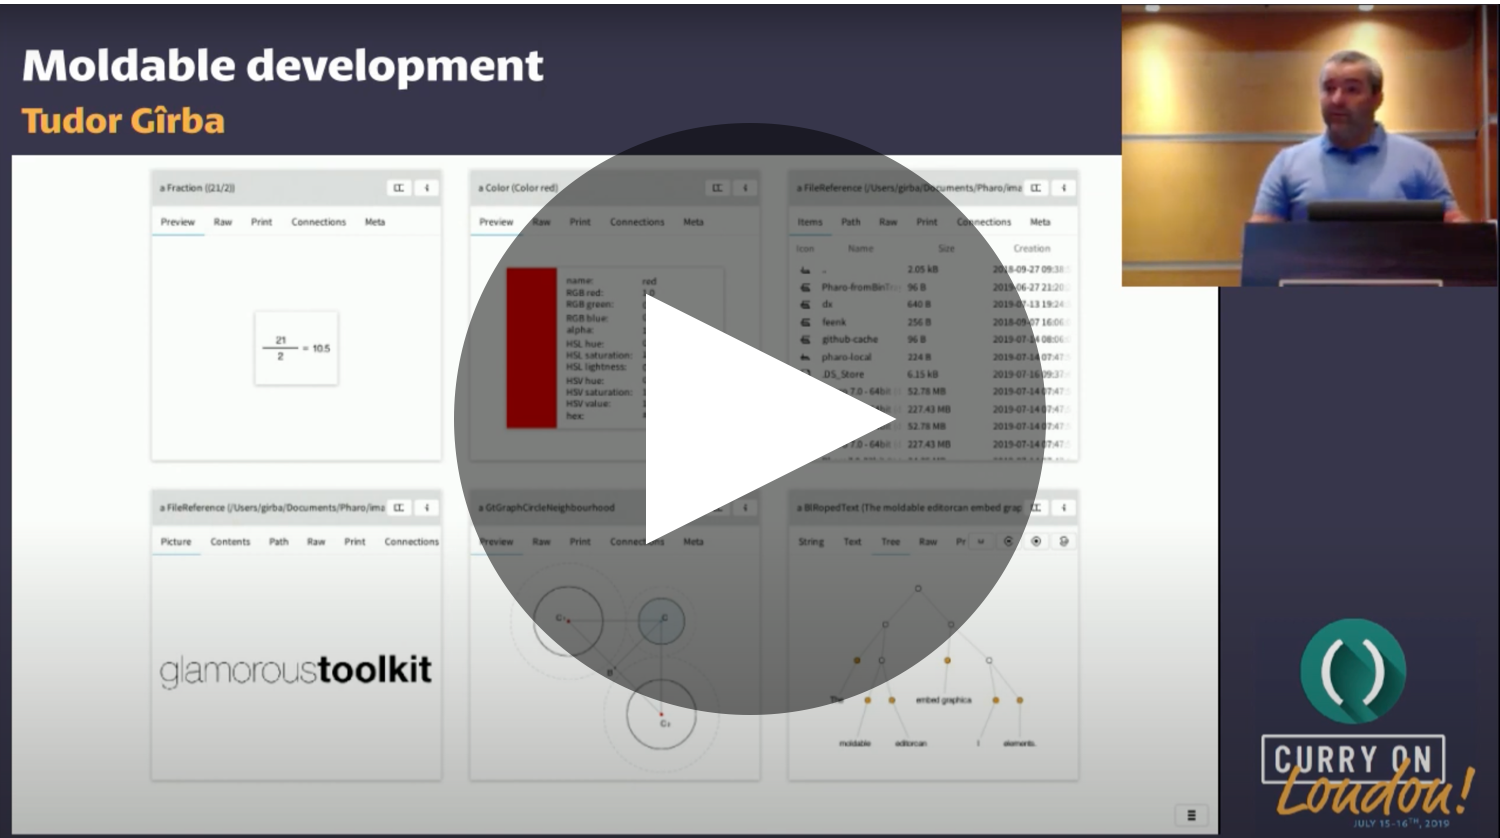 Moldable development
Tudor Gîrba
a Fraction ((21/2))
Preview Raw Print Connections Meta
21
2
= 10.5
a Color (Color red)
Preview Raw Print Connections Meta
name: red
RGB red: 1.0
RGB green:
RGB blue:
alpha:
HSL hue:
HSL saturation:
HSL lightness:
HSV hue:
HSV saturation:
HSV value:
hex:
a FileReference (/Users/girba/Documents/Pharo/ima
Items Path Raw Print Connections Meta
Icon Name Size Creation
. 2.05 kB 2018-09-27 09:38:
Pharo-fromBinTra 96 B 2019-06-27 21:20:
dx 640 B 2019-07-13 19:24:
feenk 256 B 2018-09-07 16:06:
github-cache 96 B 2019-07-14 08:06:
pharo-local 224 B 2019-07-14 07:47:
.DS_Store 6.15 kB 2019-07-16 09:37:
7.0 - 64bit 52.78 MB 2019-07-14 07:47:
64bit 227.43 MB 2019-07-14 07:47:
52.78 MB 2019-07-14 07:47:
7.0 - 64bit 227.43 MB 2019-07-14 07:47:
a FileReference (/Users/girba/Documents/Pharo/ima
Picture Contents Path Raw Print Connections
glamoroustoolkit
a GtGraphCircleNeighbourhood
Preview Raw Print Connections Meta
C
B
C₂
a BlRopedText (The moldable editorcan embed grap
String Text Tree Raw Pr
The
embed graphica
moldable editorcan l elements.
CURRY ON
London!
JULY 15-16TH, 2019